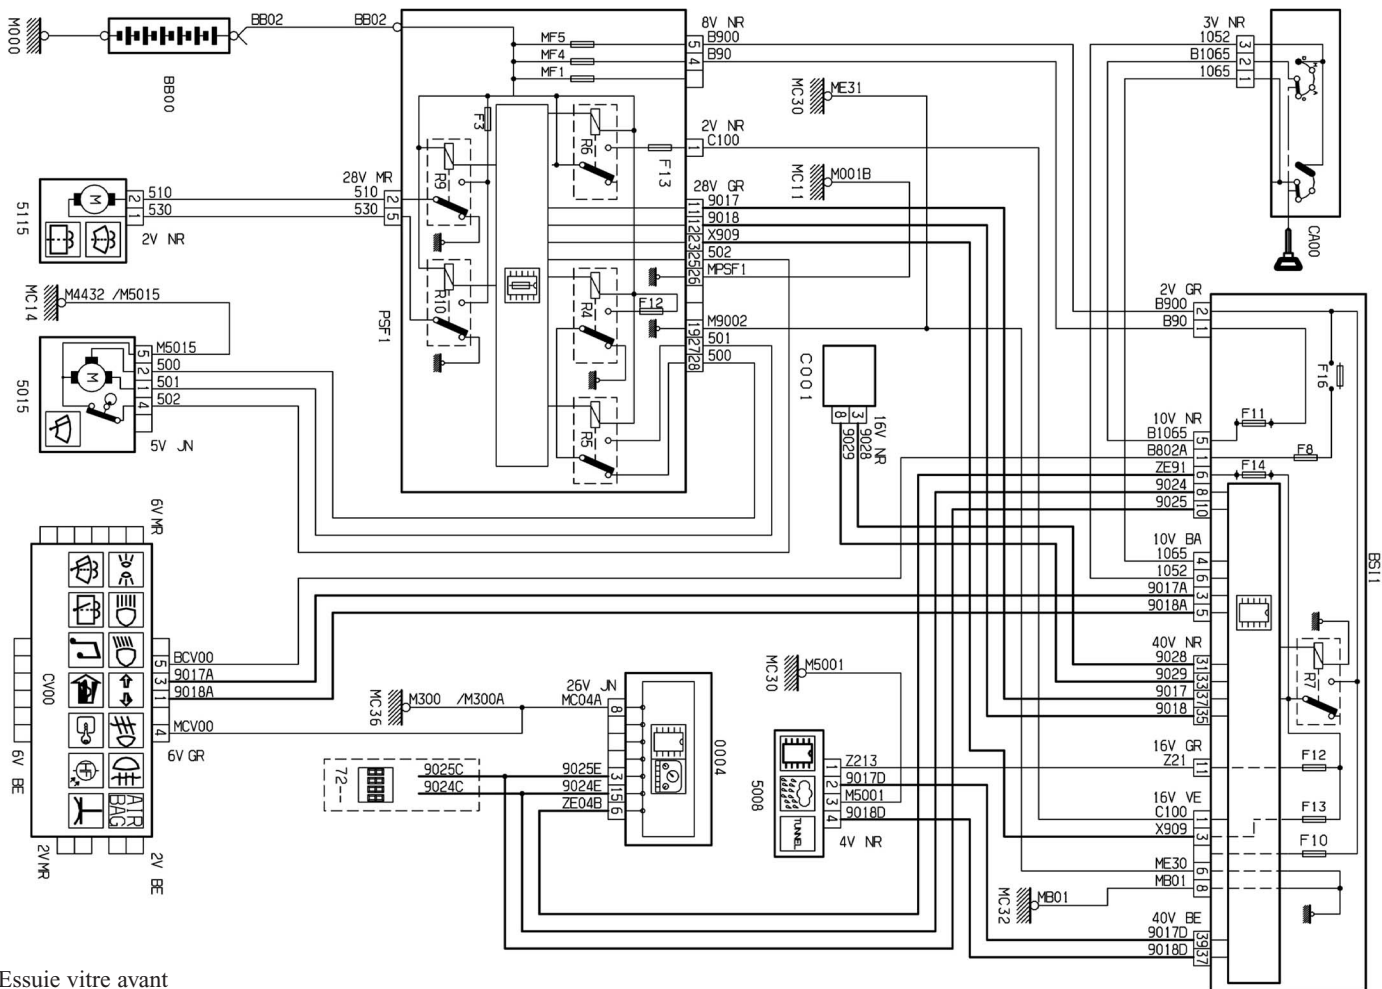 M000
BB02
BB02
BB00
MF5
MF4
MF1
8V NR
5 B900
4 B90
3V NR
1052 3
B1065 2
1065 1
CA00
MC30
ME31
2V NR
1 C100
F3
R6
F13
R9
MC11
M001B
28V MR
510 2
530 5
28V GR
11 9017
12 9018
23 X909
25 502
26 MPSF1
19 M9002
27 501
28 500
5115
M
2 510
1 530
2V NR
MC14
M4432 /M5015
R10
PSF1
R4
F12
R5
5015
M
5 M5015
2 500
1 501
4 502
5V JN
C001
8 3
16V NR
9028
9029
2V GR
B900 2
B90 1
F16
BSI1
10V NR
B1065 5
B802A 1
ZE91 6
9024 8
9025 10
F11
F8
F14
10V BA
1065 4
1052 6
9017A 3
9018A 5
R7
40V NR
9028 31
9029 33
9017 37
9018 35
16V GR
Z21 11
F12
16V VE
C100 1
X909 3
F13
F10
ME30 6
MB01 8
MC32
MB01
40V BE
9017D 39
9018D 37
6V MR
CV00
5 BCV00
3 9017A
1 9018A
4 MCV00
6V GR
6V BE
2V MR
2V BE
AIR
BAG
HF
MC36
M300 /M300A
26V JN
MC04A 8
9025E 3
9024E 15
ZE04B 6
0004
72--
9025C
9024C
MC30
M5001
5008
TUNNEL
1 Z213
2 9017D
3 M5001
4 9018D
4V NR
Essuie vitre avant